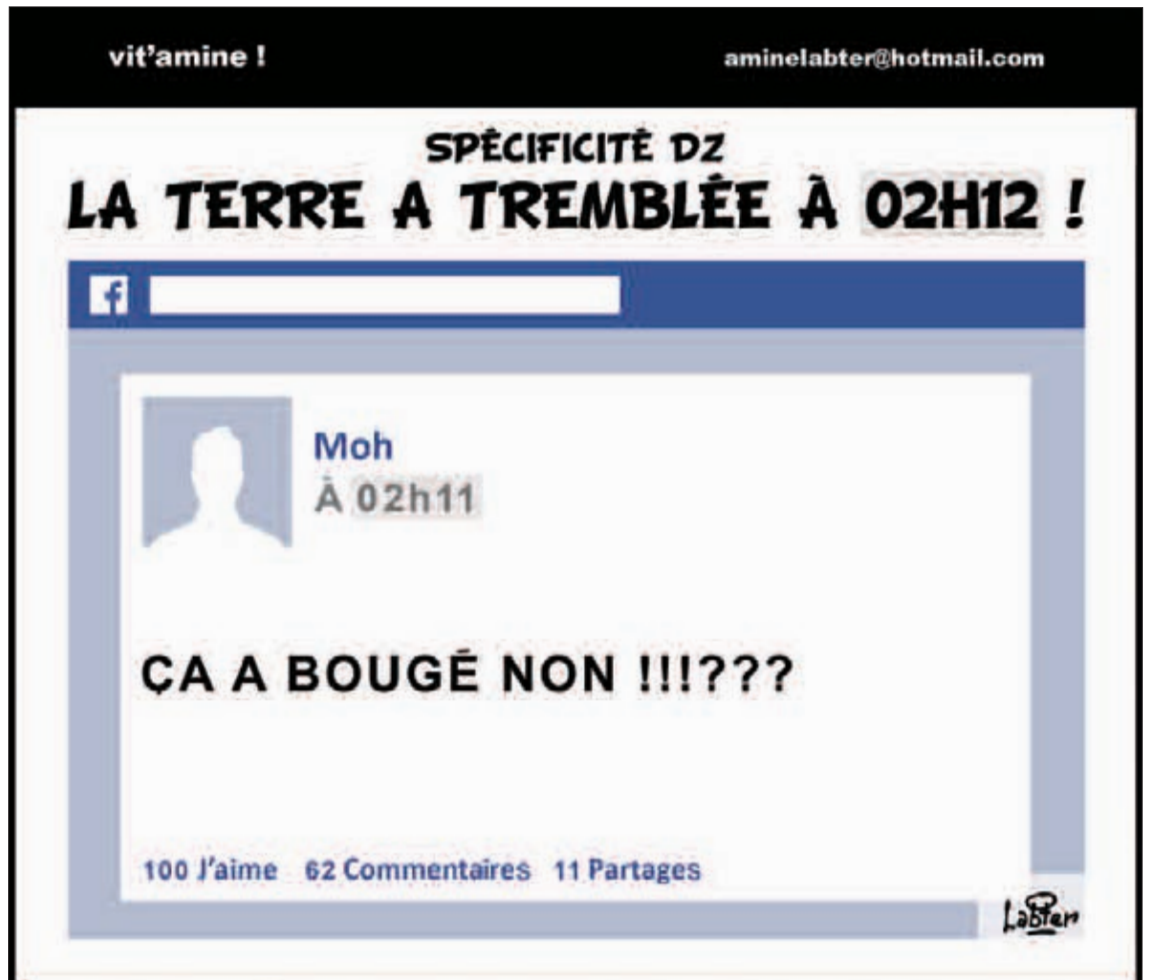 vit'amine ! aminelabter@hotmail.com
SPÉCIFICITÉ DZ
LA TERRE A TREMBLÉE À 02H12 !
f
Moh
À 02h11
ÇA A BOUGÉ NON !!!???
100 J'aime 62 Commentaires 11 Partages
Labter